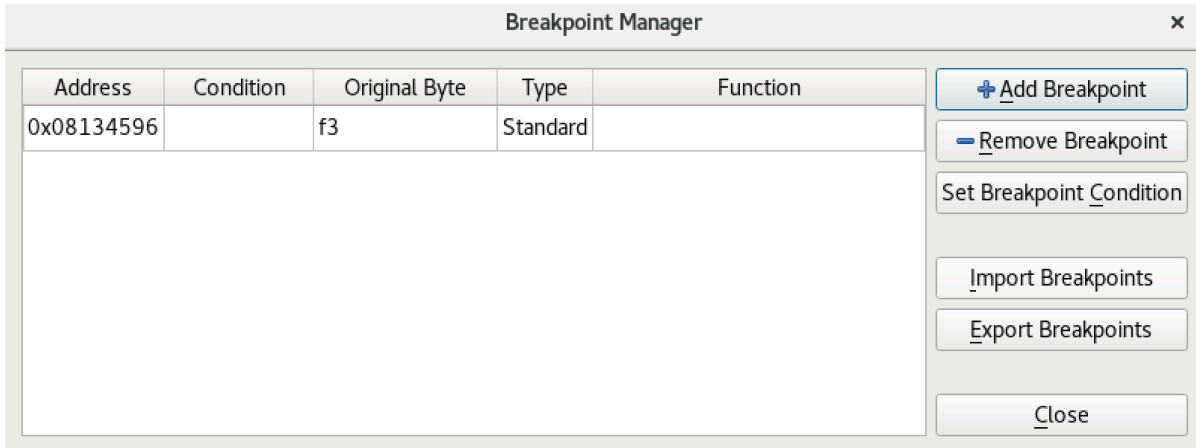 Breakpoint Manager ×
Address Condition Original Byte Type Function
0x08134596 f3 Standard
Add Breakpoint
Remove Breakpoint
Set Breakpoint Condition
Import Breakpoints
Export Breakpoints
Close